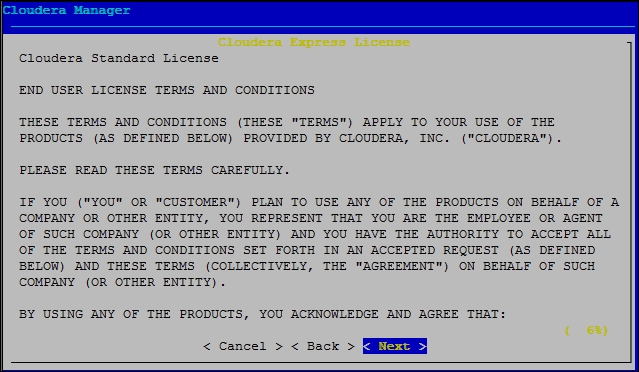 Cloudera Manager
Cloudera Express License
Cloudera Standard License
END USER LICENSE TERMS AND CONDITIONS
THESE TERMS AND CONDITIONS (THESE "TERMS") APPLY TO YOUR USE OF THE
PRODUCTS (AS DEFINED BELOW) PROVIDED BY CLOUDERA, INC. ("CLOUDERA").
PLEASE READ THESE TERMS CAREFULLY.
IF YOU ("YOU" OR "CUSTOMER") PLAN TO USE ANY OF THE PRODUCTS ON BEHALF OF A
COMPANY OR OTHER ENTITY, YOU REPRESENT THAT YOU ARE THE EMPLOYEE OR AGENT
OF SUCH COMPANY (OR OTHER ENTITY) AND YOU HAVE THE AUTHORITY TO ACCEPT ALL
OF THE TERMS AND CONDITIONS SET FORTH IN AN ACCEPTED REQUEST (AS DEFINED
BELOW) AND THESE TERMS (COLLECTIVELY, THE "AGREEMENT") ON BEHALF OF SUCH
COMPANY (OR OTHER ENTITY).
BY USING ANY OF THE PRODUCTS, YOU ACKNOWLEDGE AND AGREE THAT:
( 6%)
< Cancel > < Back > < Next >